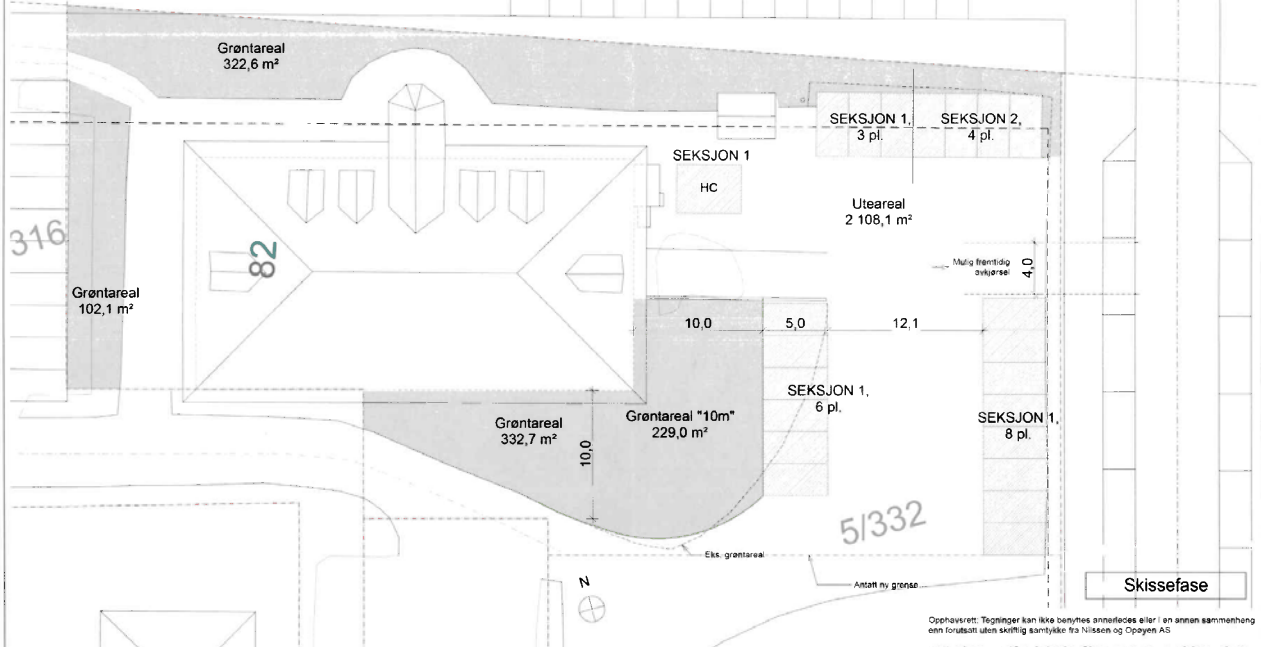 Grøntareal
322,6 m²
SEKSJON 1,
3 pl.
SEKSJON 2,
4 pl.
SEKSJON 1
HC
Uteareal
2 108,1 m²
316
82
Mulig fremtidig
avkjørsel
4,0
Grøntareal
102,1 m²
10,0
5,0
12,1
SEKSJON 1,
6 pl.
Grøntareal
332,7 m²
Grøntareal "10m"
229,0 m²
10,0
SEKSJON 1,
8 pl.
5/332
Eks. grøntareal
Antatt ny grense
N
Skissefase
Opphavsrett: Tegninger kan ikke benyttes annerledes eller i en annen sammenheng
enn forutsatt uten skriftlig samtykke fra Nilssen og Opøyen AS